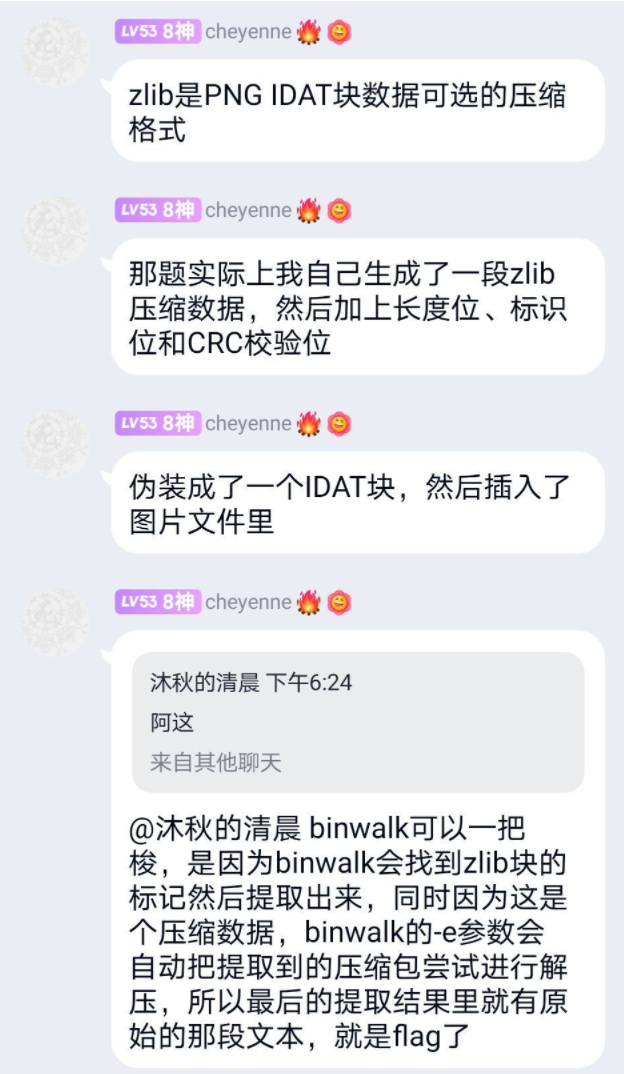 LV53 8神 cheyenne
zlib是PNG IDAT块数据可选的压缩
格式
LV53 8神 cheyenne
那题实际上我自己生成了一段zlib
压缩数据，然后加上长度位、标识
位和CRC校验位
LV53 8神 cheyenne
伪装成了一个IDAT块，然后插入了
图片文件里
LV53 8神 cheyenne
沐秋的清晨 下午6:24
阿这
来自其他聊天
@沐秋的清晨 binwalk可以一把
梭，是因为binwalk会找到zlib块的
标记然后提取出来，同时因为这是
个压缩数据，binwalk的-e参数会
自动把提取到的压缩包尝试进行解
压，所以最后的提取结果里就有原
始的那段文本，就是flag了